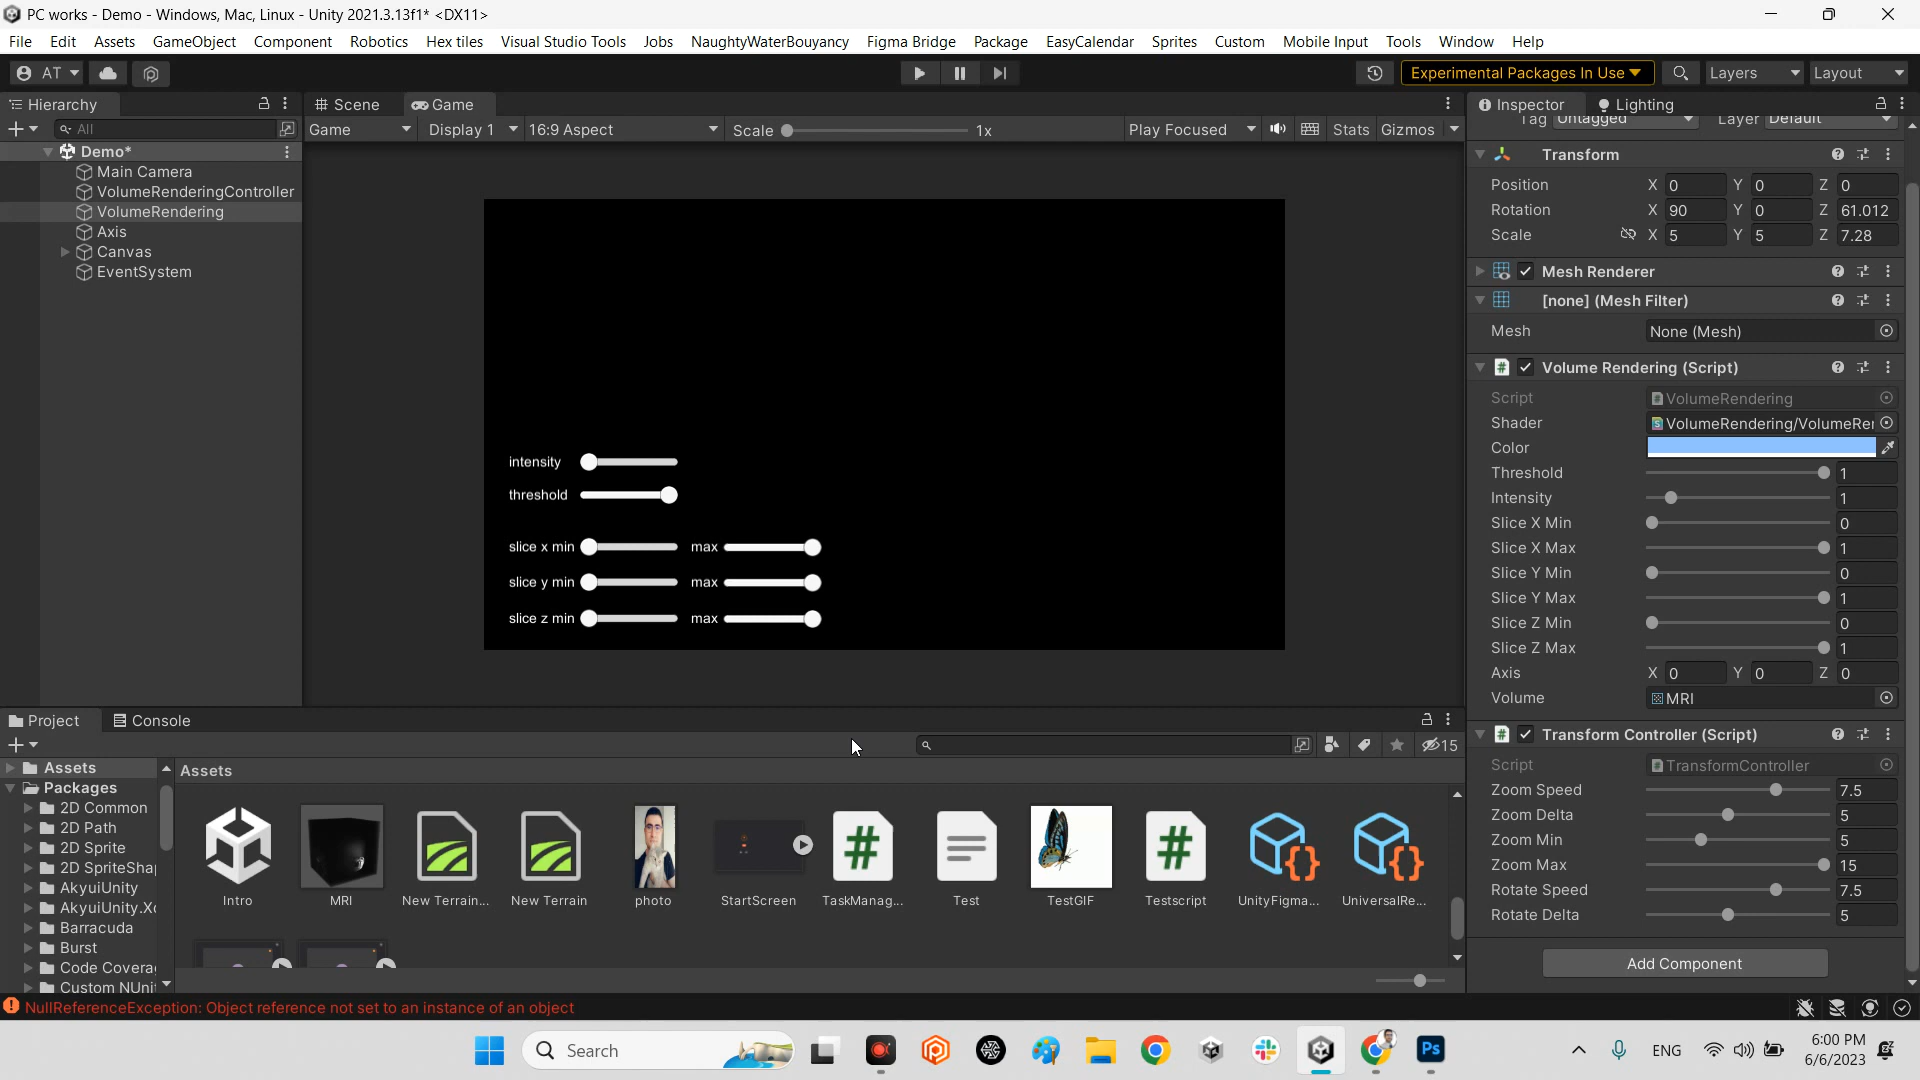 PC works - Demo - Windows, Mac, Linux - Unity 2021.3.13f1* <DX11>
File Edit Assets GameObject Component Robotics Hex tiles Visual Studio Tools Jobs NaughtyWaterBouyancy Figma Bridge Package EasyCalendar Sprites Custom Mobile Input Tools Window Help
AT Experimental Packages In Use Layers Layout
Hierarchy
All
Demo*
Main Camera
VolumeRenderingController
VolumeRendering
Axis
Canvas
EventSystem
Scene Game
Game Display 1 16:9 Aspect Scale 1x Play Focused Stats Gizmos
intensity
threshold
slice x min max
slice y min max
slice z min max
Inspector Lighting
Tag Untagged Layer Default
Transform
Position X 0 Y 0 Z 0
Rotation X 90 Y 0 Z 61.012
Scale X 5 Y 5 Z 7.28
Mesh Renderer
[none] (Mesh Filter)
Mesh None (Mesh)
Volume Rendering (Script)
Script VolumeRendering
Shader VolumeRendering/VolumeRer
Color
Threshold 1
Intensity 1
Slice X Min 0
Slice X Max 1
Slice Y Min 0
Slice Y Max 1
Slice Z Min 0
Slice Z Max 1
Axis X 0 Y 0 Z 0
Volume MRI
Transform Controller (Script)
Script TransformController
Zoom Speed 7.5
Zoom Delta 5
Zoom Min 5
Zoom Max 15
Rotate Speed 7.5
Rotate Delta 5
Add Component
Project Console
15
Assets
Packages
2D Common
2D Path
2D Sprite
2D SpriteSha
AkyuiUnity
AkyuiUnity.X
Barracuda
Burst
Code Covera
Custom NUni
Assets
Intro MRI New Terrain... New Terrain photo StartScreen TaskManag... Test TestGIF Testscript UnityFigma... UniversalRe...
NullReferenceException: Object reference not set to an instance of an object
Search
Ps
ENG
6:00 PM
6/6/2023